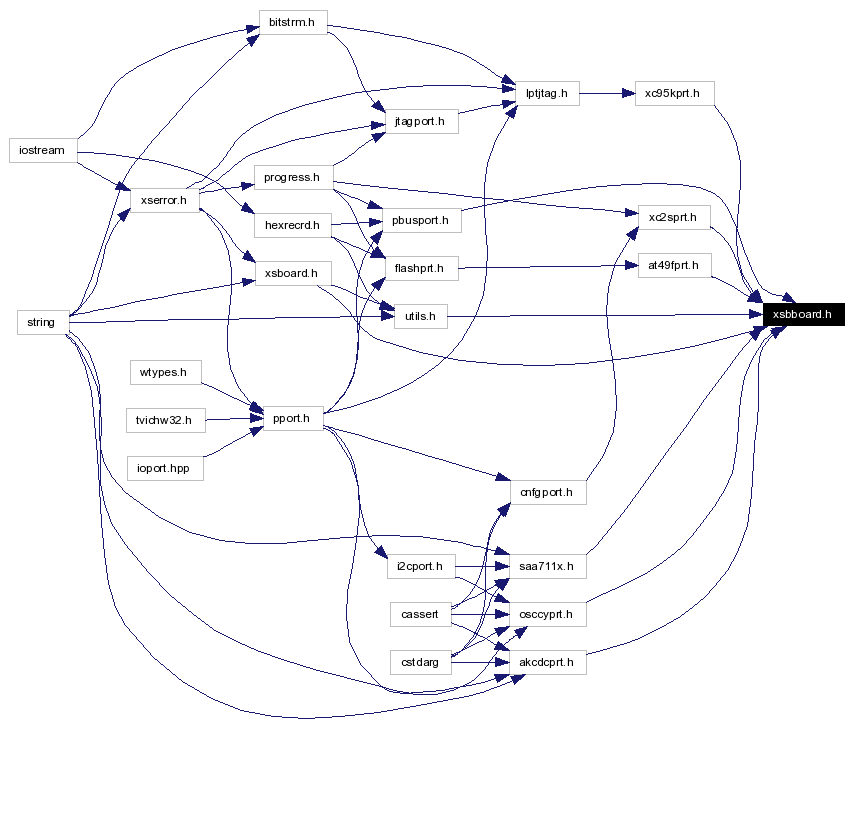 bitstrm.h
lptjtag.h
xc95kprt.h
jtagport.h
iostream
progress.h
xserror.h
xc2sprt.h
pbusport.h
hexrecrd.h
at49fprt.h
flashprt.h
xsboard.h
utils.h
xsbboard.h
string
wtypes.h
tvichw32.h
pport.h
ioport.hpp
cnfgport.h
i2cport.h
saa711x.h
cassert
osccyprt.h
cstdarg
akcdcprt.h